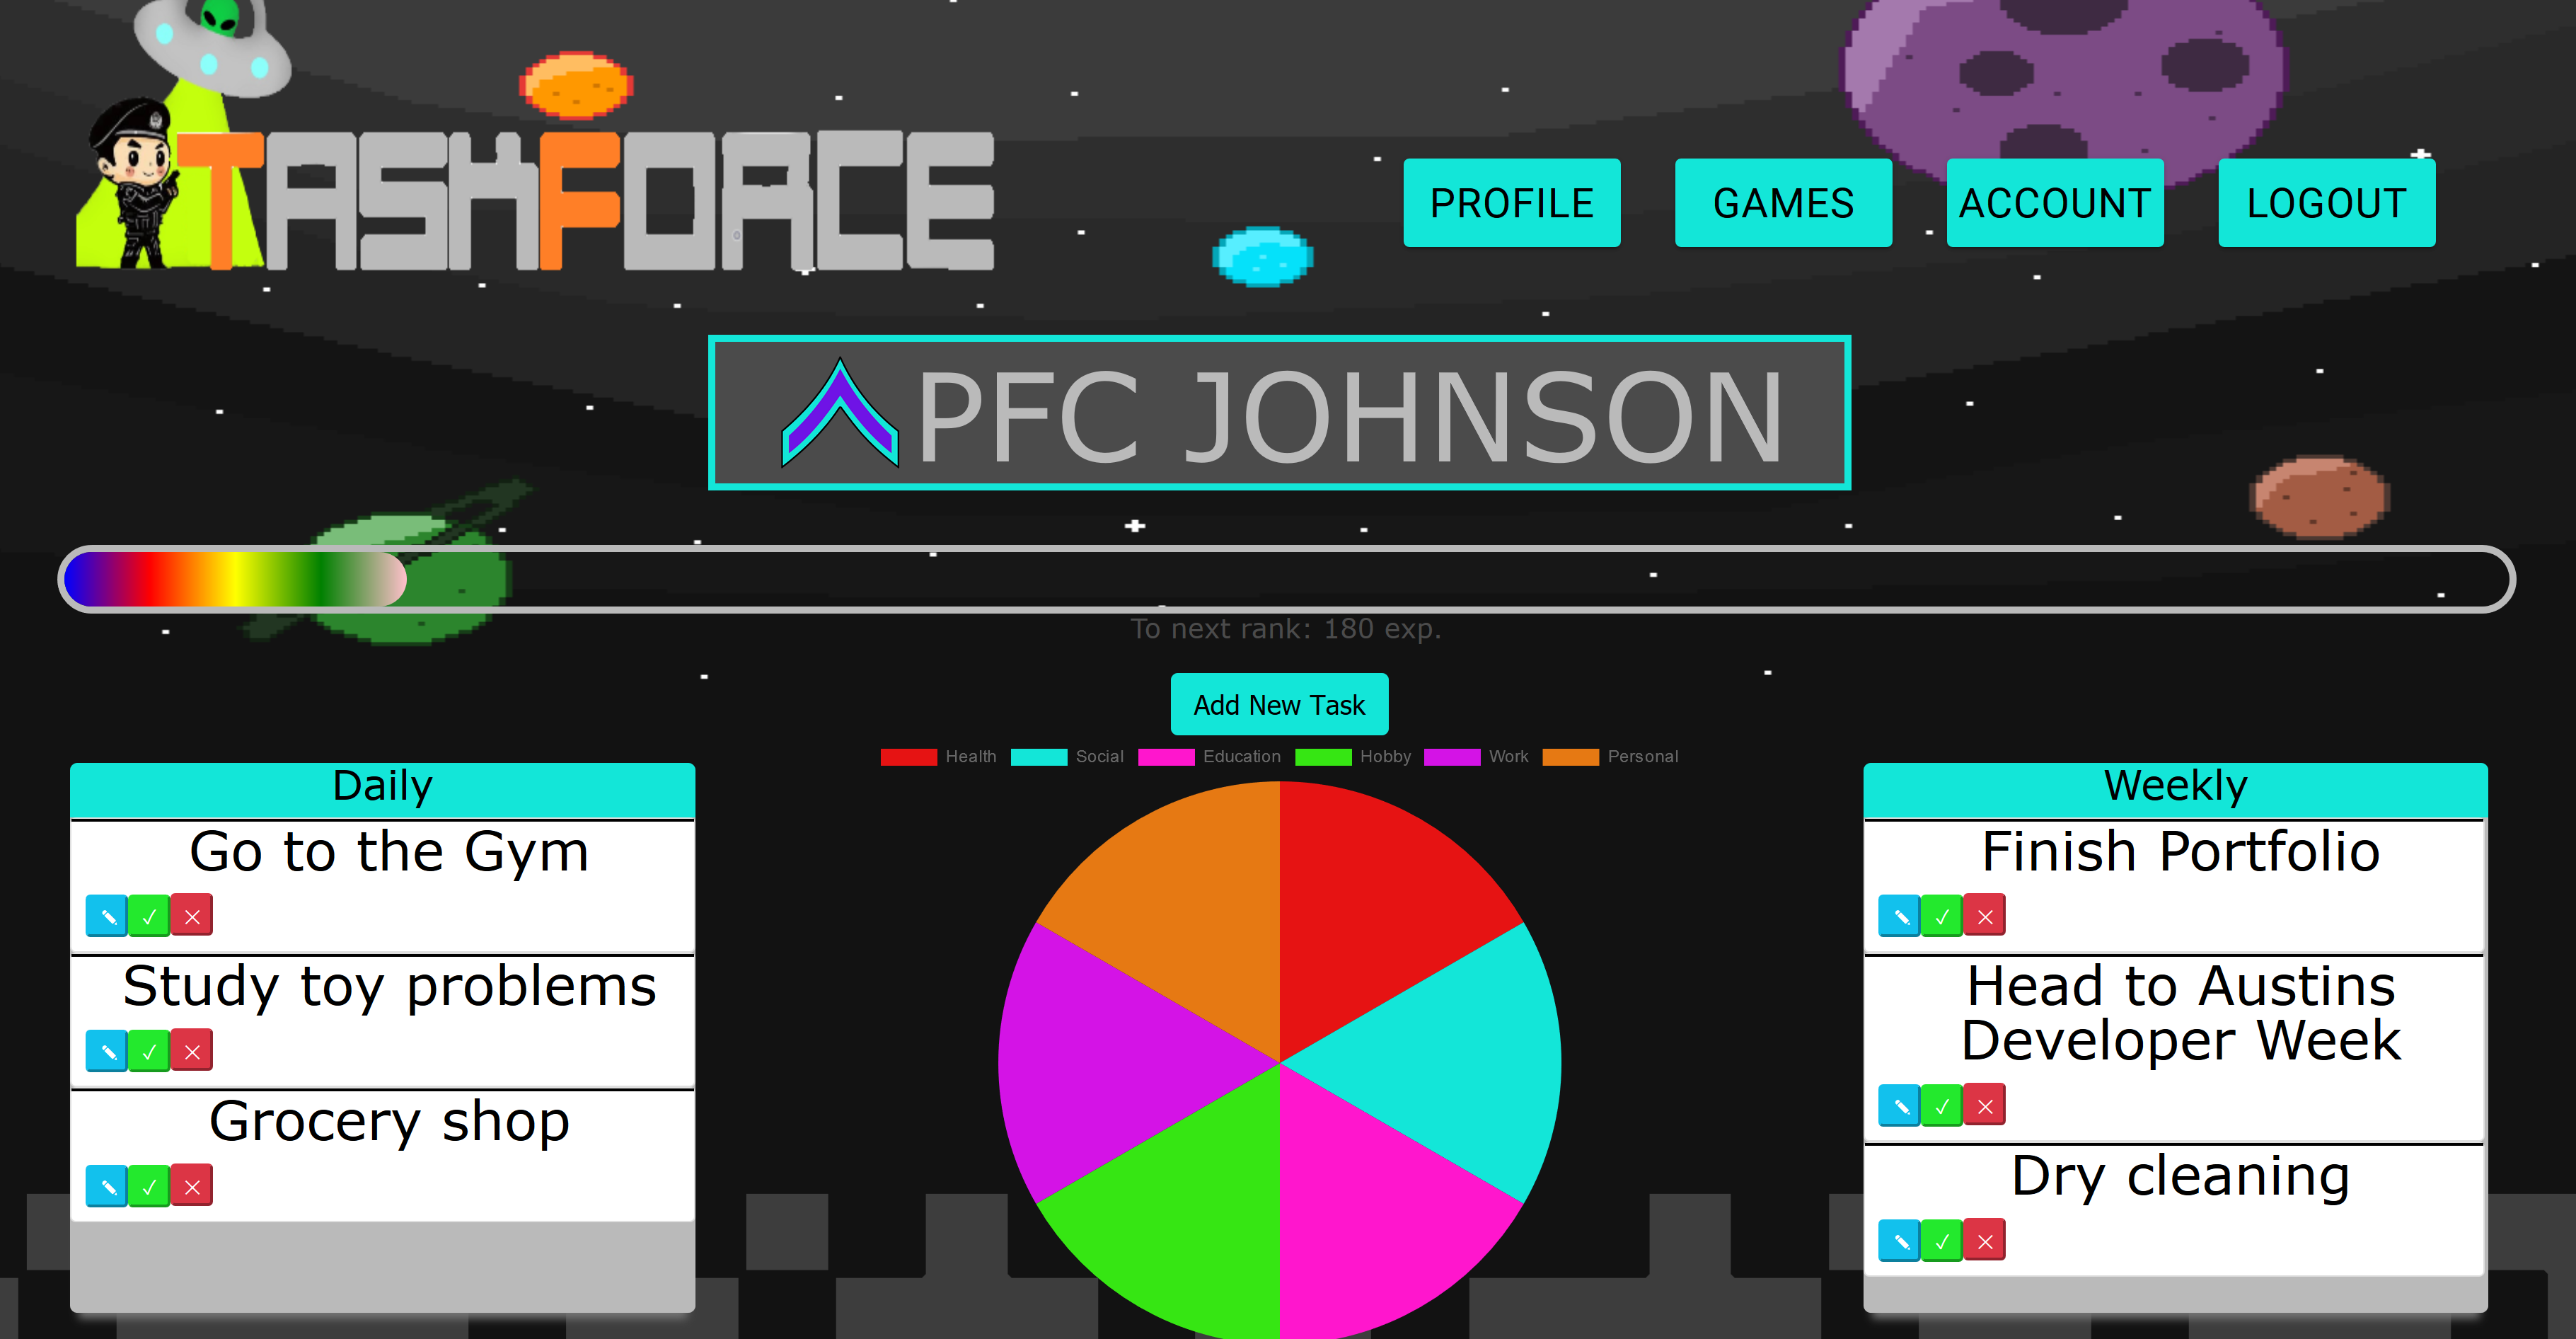 TASKFORCE
PROFILE
GAMES
ACCOUNT
LOGOUT
PFC JOHNSON
To next rank: 180 exp.
Add New Task
Health
Social
Education
Hobby
Work
Personal
Daily
Go to the Gym
Study toy problems
Grocery shop
Weekly
Finish Portfolio
Head to Austins
Developer Week
Dry cleaning